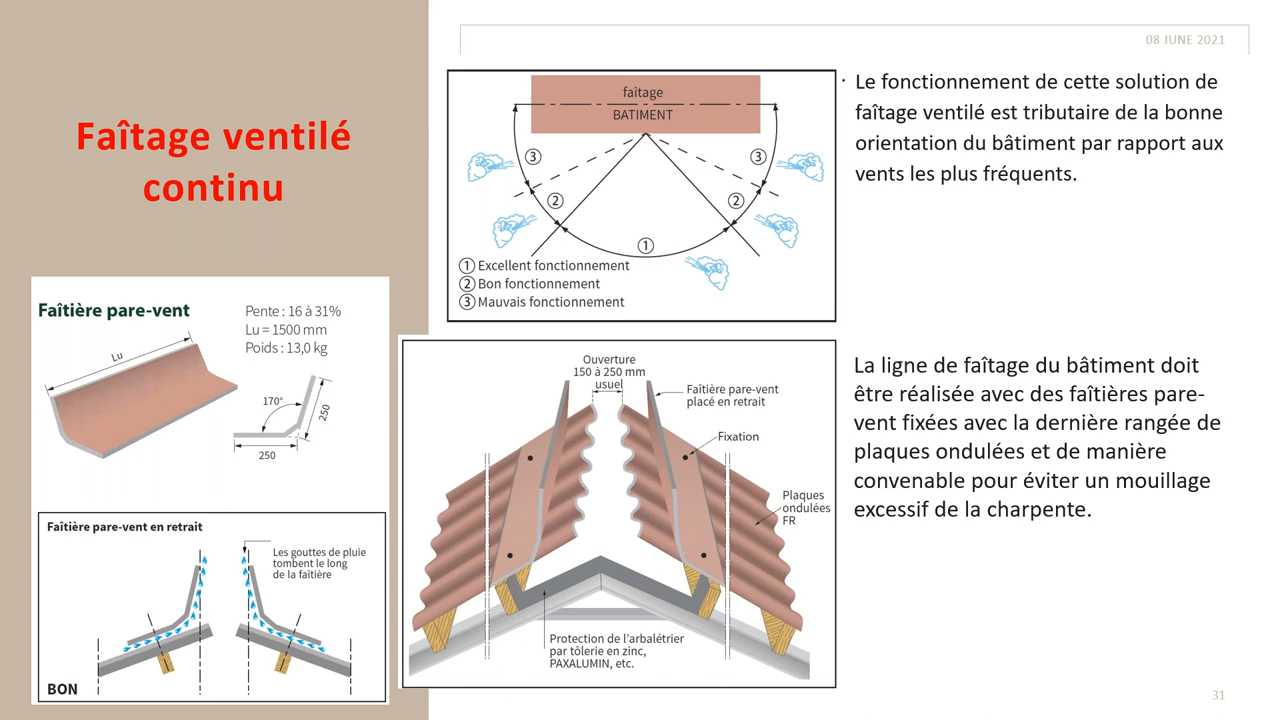 08 JUNE 2021
Faîtage ventilé
continu
faîtage
BATIMENT
3
3
2
2
1
1 Excellent fonctionnement
2 Bon fonctionnement
3 Mauvais fonctionnement
· Le fonctionnement de cette solution de
faîtage ventilé est tributaire de la bonne
orientation du bâtiment par rapport aux
vents les plus fréquents.
Faîtière pare-vent
Pente : 16 à 31%
Lu = 1500 mm
Poids : 13,0 kg
Lu
170°
250
250
Faîtière pare-vent en retrait
Les gouttes de pluie
tombent le long
de la faîtière
BON
Ouverture
150 à 250 mm
usuel
Faîtière pare-vent
placé en retrait
Fixation
Plaques
ondulées
FR
Protection de l'arbalétrier
par tôlerie en zinc,
PAXALUMIN, etc.
La ligne de faîtage du bâtiment doit
être réalisée avec des faîtières pare-
vent fixées avec la dernière rangée de
plaques ondulées et de manière
convenable pour éviter un mouillage
excessif de la charpente.
31